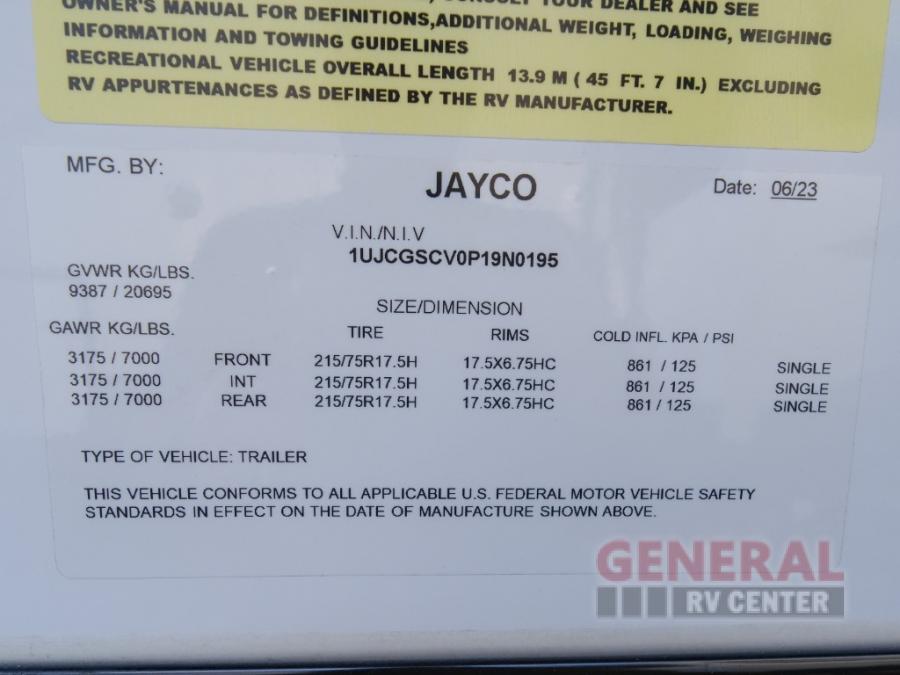 CONSULT YOUR DEALER AND SEE
OWNER'S MANUAL FOR DEFINITIONS,ADDITIONAL WEIGHT, LOADING, WEIGHING
INFORMATION AND TOWING GUIDELINES
RECREATIONAL VEHICLE OVERALL LENGTH 13.9 M ( 45 FT. 7 IN.) EXCLUDING
RV APPURTENANCES AS DEFINED BY THE RV MANUFACTURER.
MFG. BY: JAYCO Date: 06/23
V.I.N./N.I.V
1UJCGSCV0P19N0195
GVWR KG/LBS.
9387 / 20695
SIZE/DIMENSION
GAWR KG/LBS. TIRE RIMS COLD INFL. KPA / PSI
3175 / 7000 FRONT 215/75R17.5H 17.5X6.75HC 861 / 125 SINGLE
3175 / 7000 INT 215/75R17.5H 17.5X6.75HC 861 / 125 SINGLE
3175 / 7000 REAR 215/75R17.5H 17.5X6.75HC 861 / 125 SINGLE
TYPE OF VEHICLE: TRAILER
THIS VEHICLE CONFORMS TO ALL APPLICABLE U.S. FEDERAL MOTOR VEHICLE SAFETY
STANDARDS IN EFFECT ON THE DATE OF MANUFACTURE SHOWN ABOVE.
GENERAL
RV CENTER